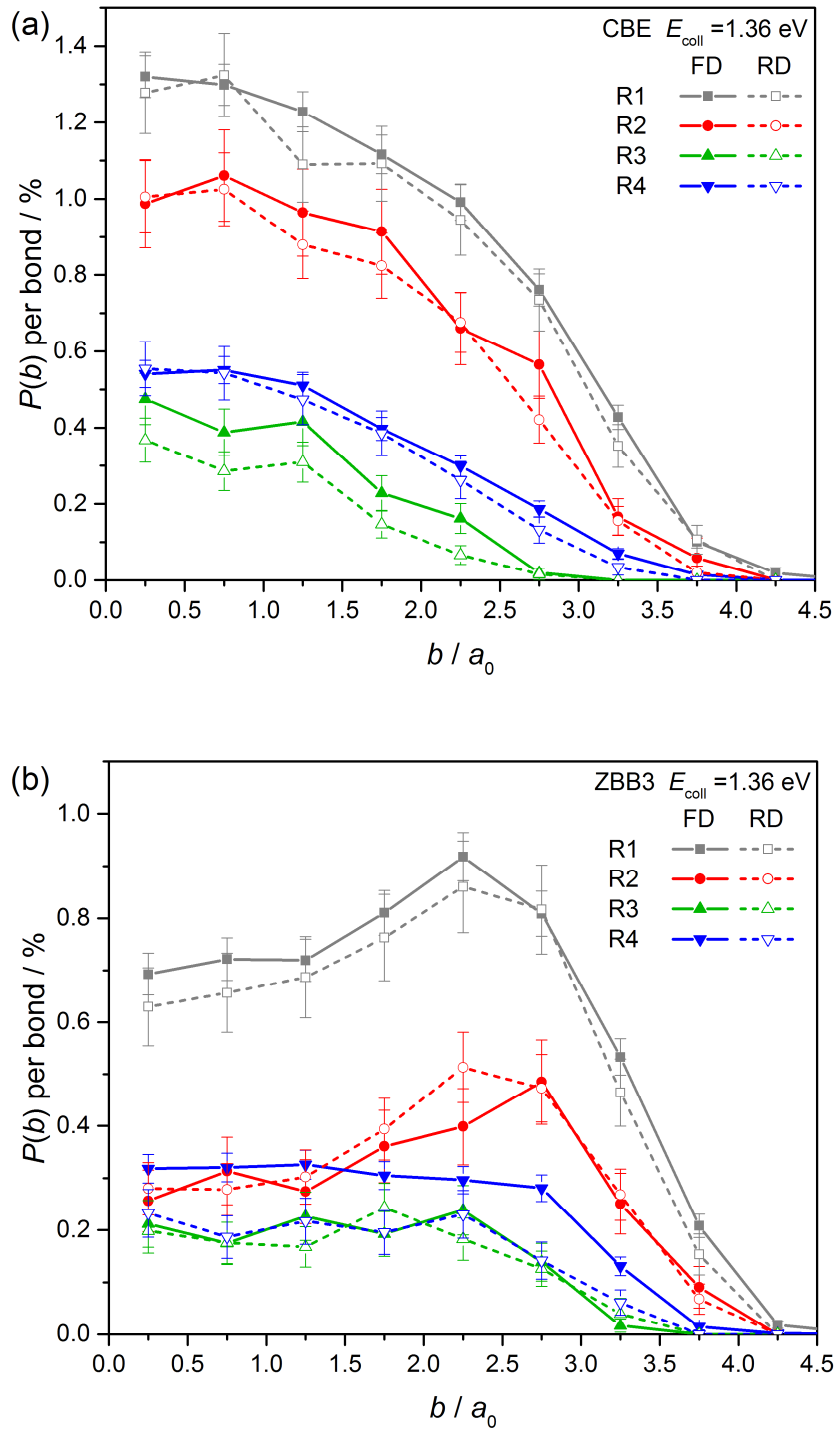 (a)
CBE E_coll =1.36 eV
FD RD
R1
R2
R3
R4
1.4
1.2
1.0
0.8
0.6
0.4
0.2
0.0
P(b) per bond / %
0.0 0.5 1.0 1.5 2.0 2.5 3.0 3.5 4.0 4.5
b / a_0
(b)
ZBB3 E_coll =1.36 eV
FD RD
R1
R2
R3
R4
1.0
0.8
0.6
0.4
0.2
0.0
P(b) per bond / %
0.0 0.5 1.0 1.5 2.0 2.5 3.0 3.5 4.0 4.5
b / a_0